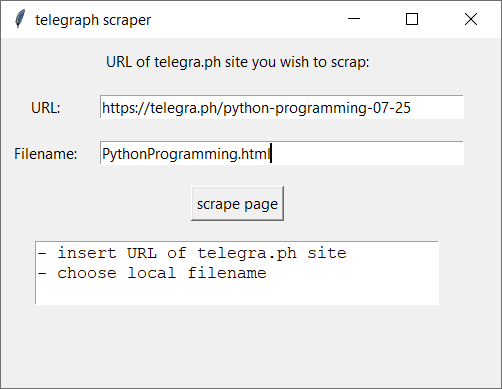 telegraph scraper
URL of telegra.ph site you wish to scrap:
URL: https://telegra.ph/python-programming-07-25
Filename: PythonProgramming.html
scrape page
- insert URL of telegra.ph site
- choose local filename